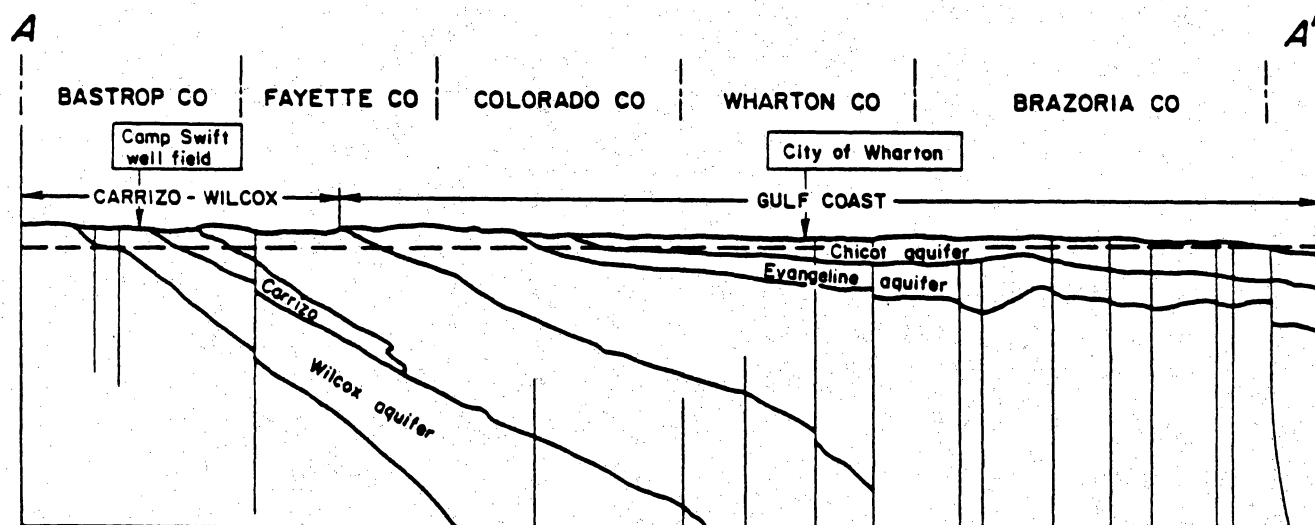 A
A'
BASTROP CO
FAYETTE CO
COLORADO CO
WHARTON CO
BRAZORIA CO
Camp Swift
well field
City of Wharton
CARRIZO - WILCOX
GULF COAST
Chicot aquifer
Evangeline aquifer
Carrizo
Wilcox aquifer